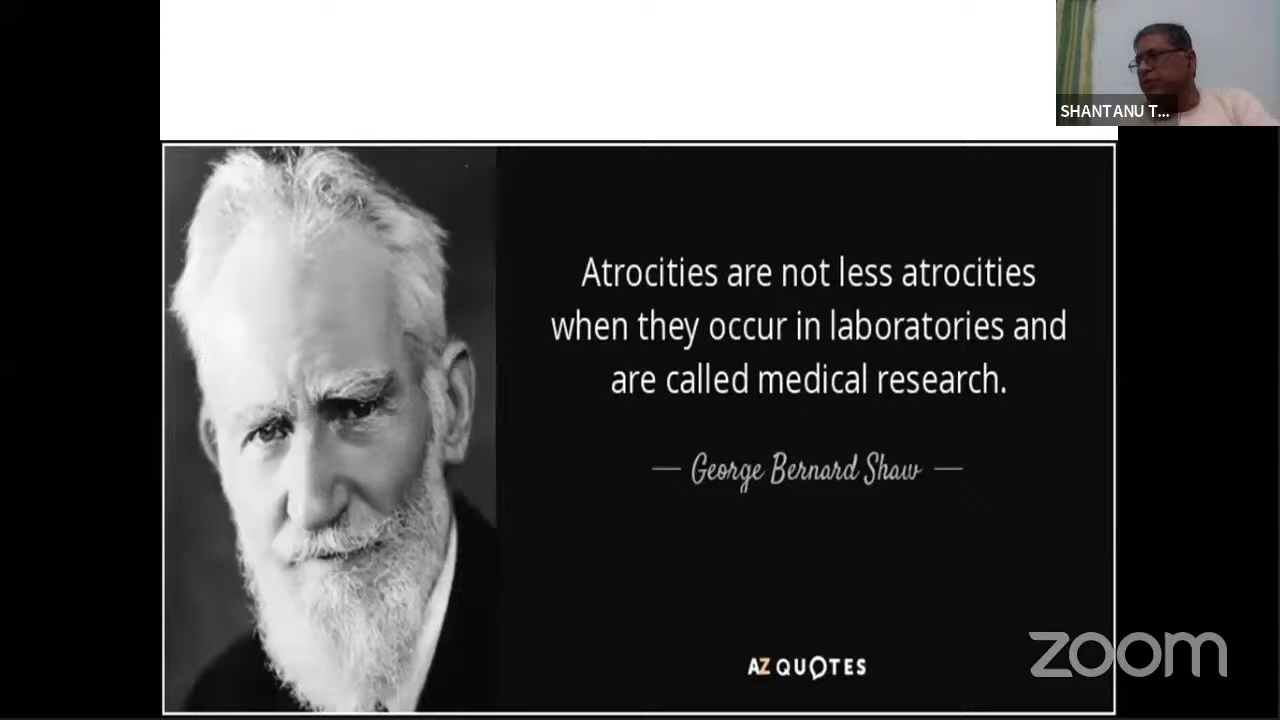 SHANTANU T...
Atrocities are not less atrocities
when they occur in laboratories and
are called medical research.
— George Bernard Shaw —
AZ QUOTES
zoom